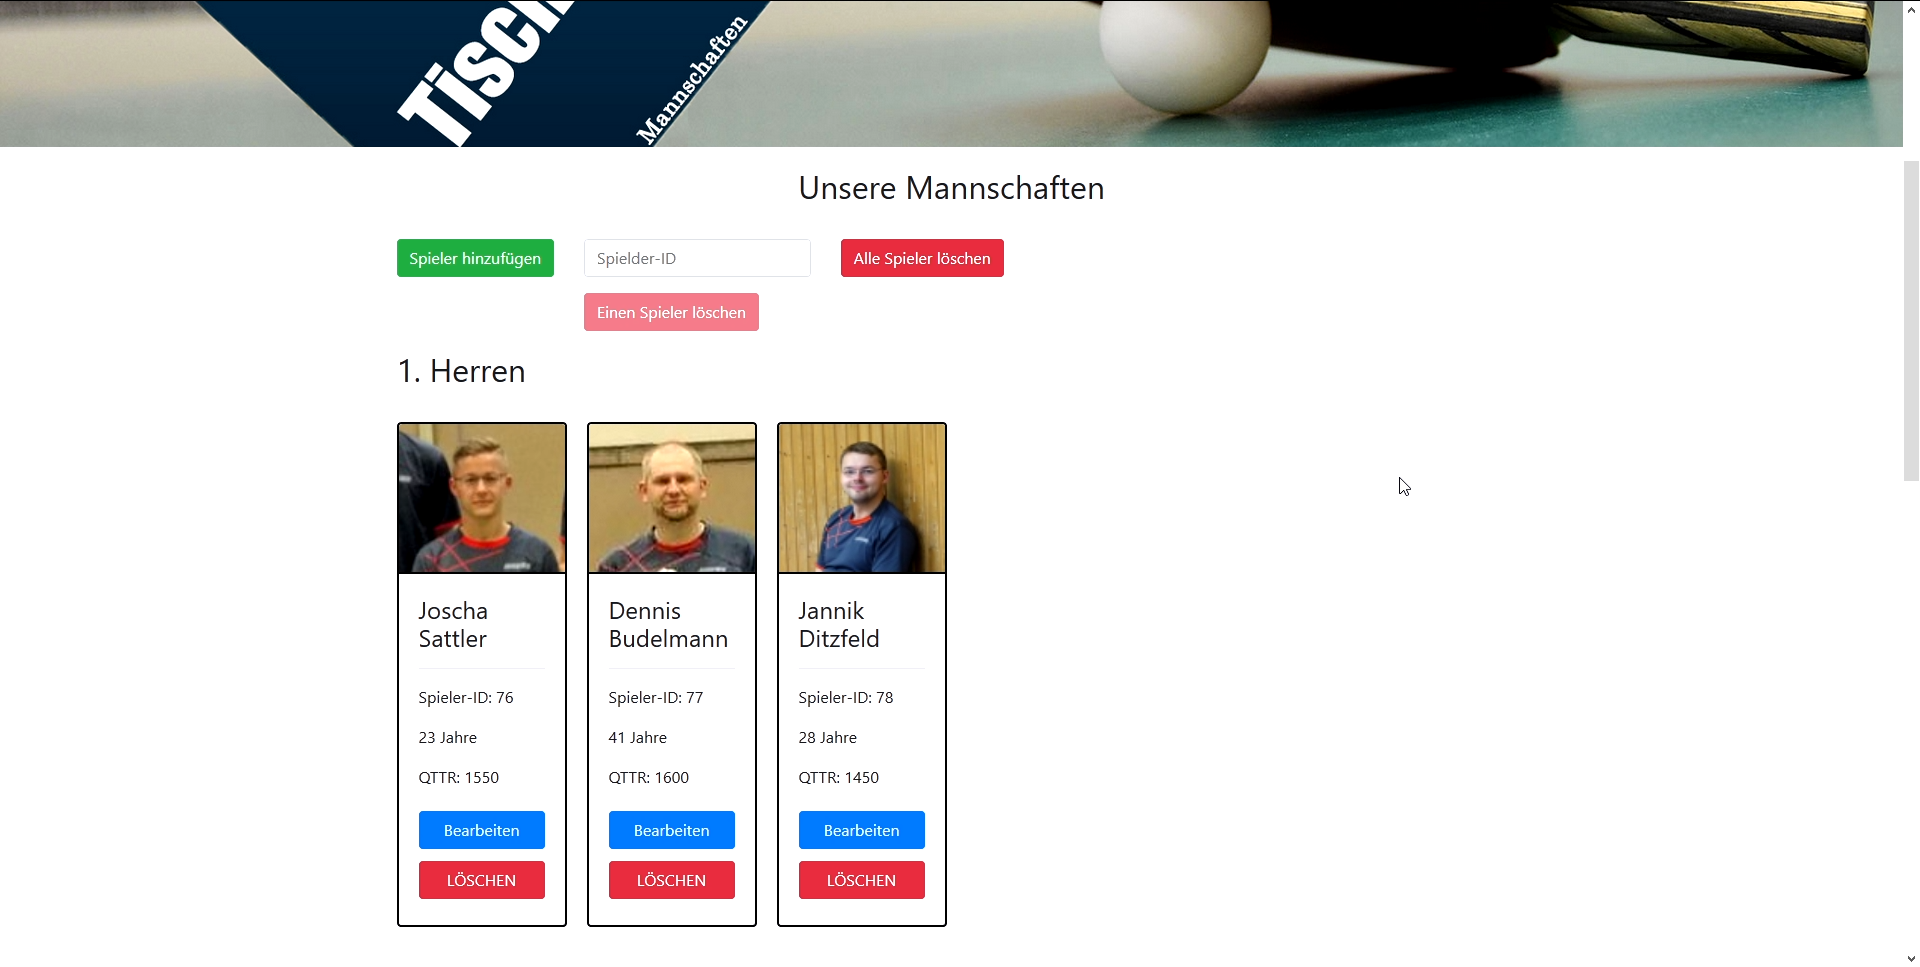 Tisch
Mannschaften
Unsere Mannschaften
Spieler hinzufügen
Spielder-ID
Alle Spieler löschen
Einen Spieler löschen
1. Herren
Joscha
Sattler
Spieler-ID: 76
23 Jahre
QTTR: 1550
Bearbeiten
LÖSCHEN
Dennis
Budelmann
Spieler-ID: 77
41 Jahre
QTTR: 1600
Bearbeiten
LÖSCHEN
Jannik
Ditzfeld
Spieler-ID: 78
28 Jahre
QTTR: 1450
Bearbeiten
LÖSCHEN